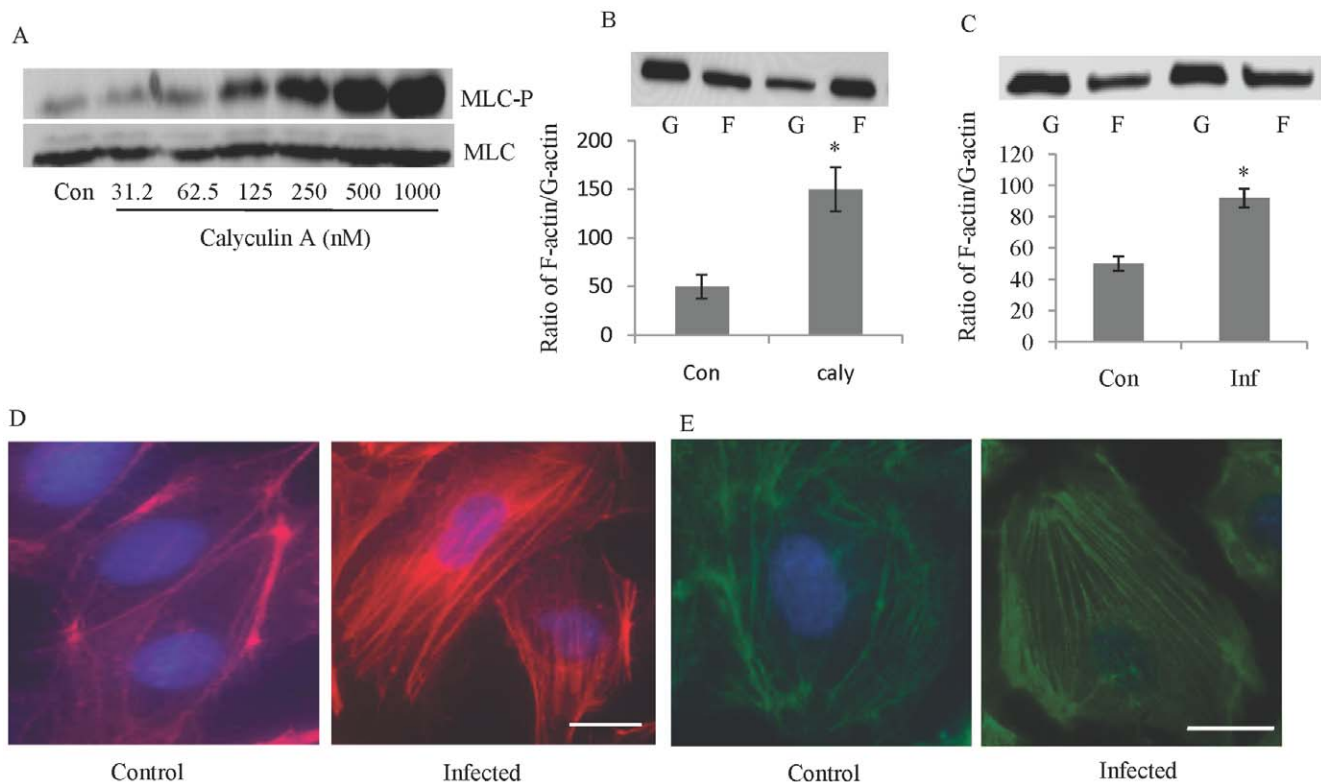 A
MLC-P
MLC
Con 31.2 62.5 125 250 500 1000
Calyculin A (nM)
B
G F G F
Ratio of F-actin/G-actin
200
150
100
50
0
*
Con caly
C
G F G F
Ratio of F-actin/G-actin
120
100
80
60
40
20
0
*
Con Inf
D
Control Infected
E
Control Infected